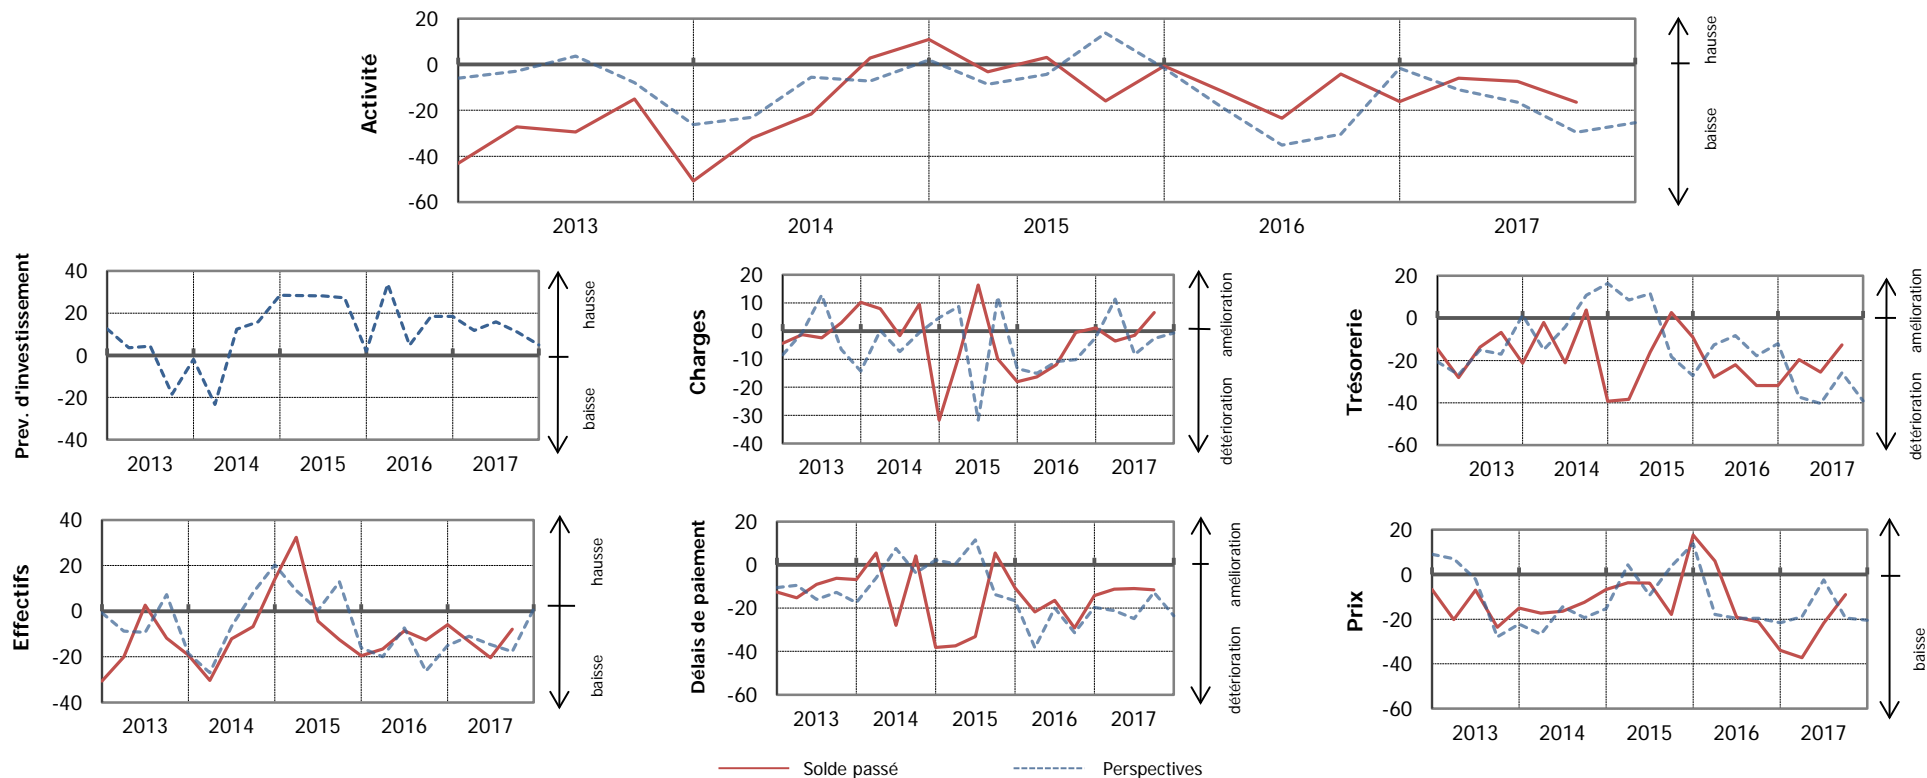 Activité
20
0
-20
-40
-60
2013 2014 2015 2016 2017
hausse
baisse
Prev. d'investissement
40
20
0
-20
-40
2013 2014 2015 2016 2017
hausse
baisse
Charges
20
10
0
-10
-20
-30
-40
2013 2014 2015 2016 2017
amélioration
détérioration
Trésorerie
20
0
-20
-40
-60
2013 2014 2015 2016 2017
amélioration
détérioration
Effectifs
40
20
0
-20
-40
2013 2014 2015 2016 2017
hausse
baisse
Délais de paiement
20
0
-20
-40
-60
2013 2014 2015 2016 2017
amélioration
détérioration
Prix
20
0
-20
-40
-60
2013 2014 2015 2016 2017
baisse
Solde passé Perspectives